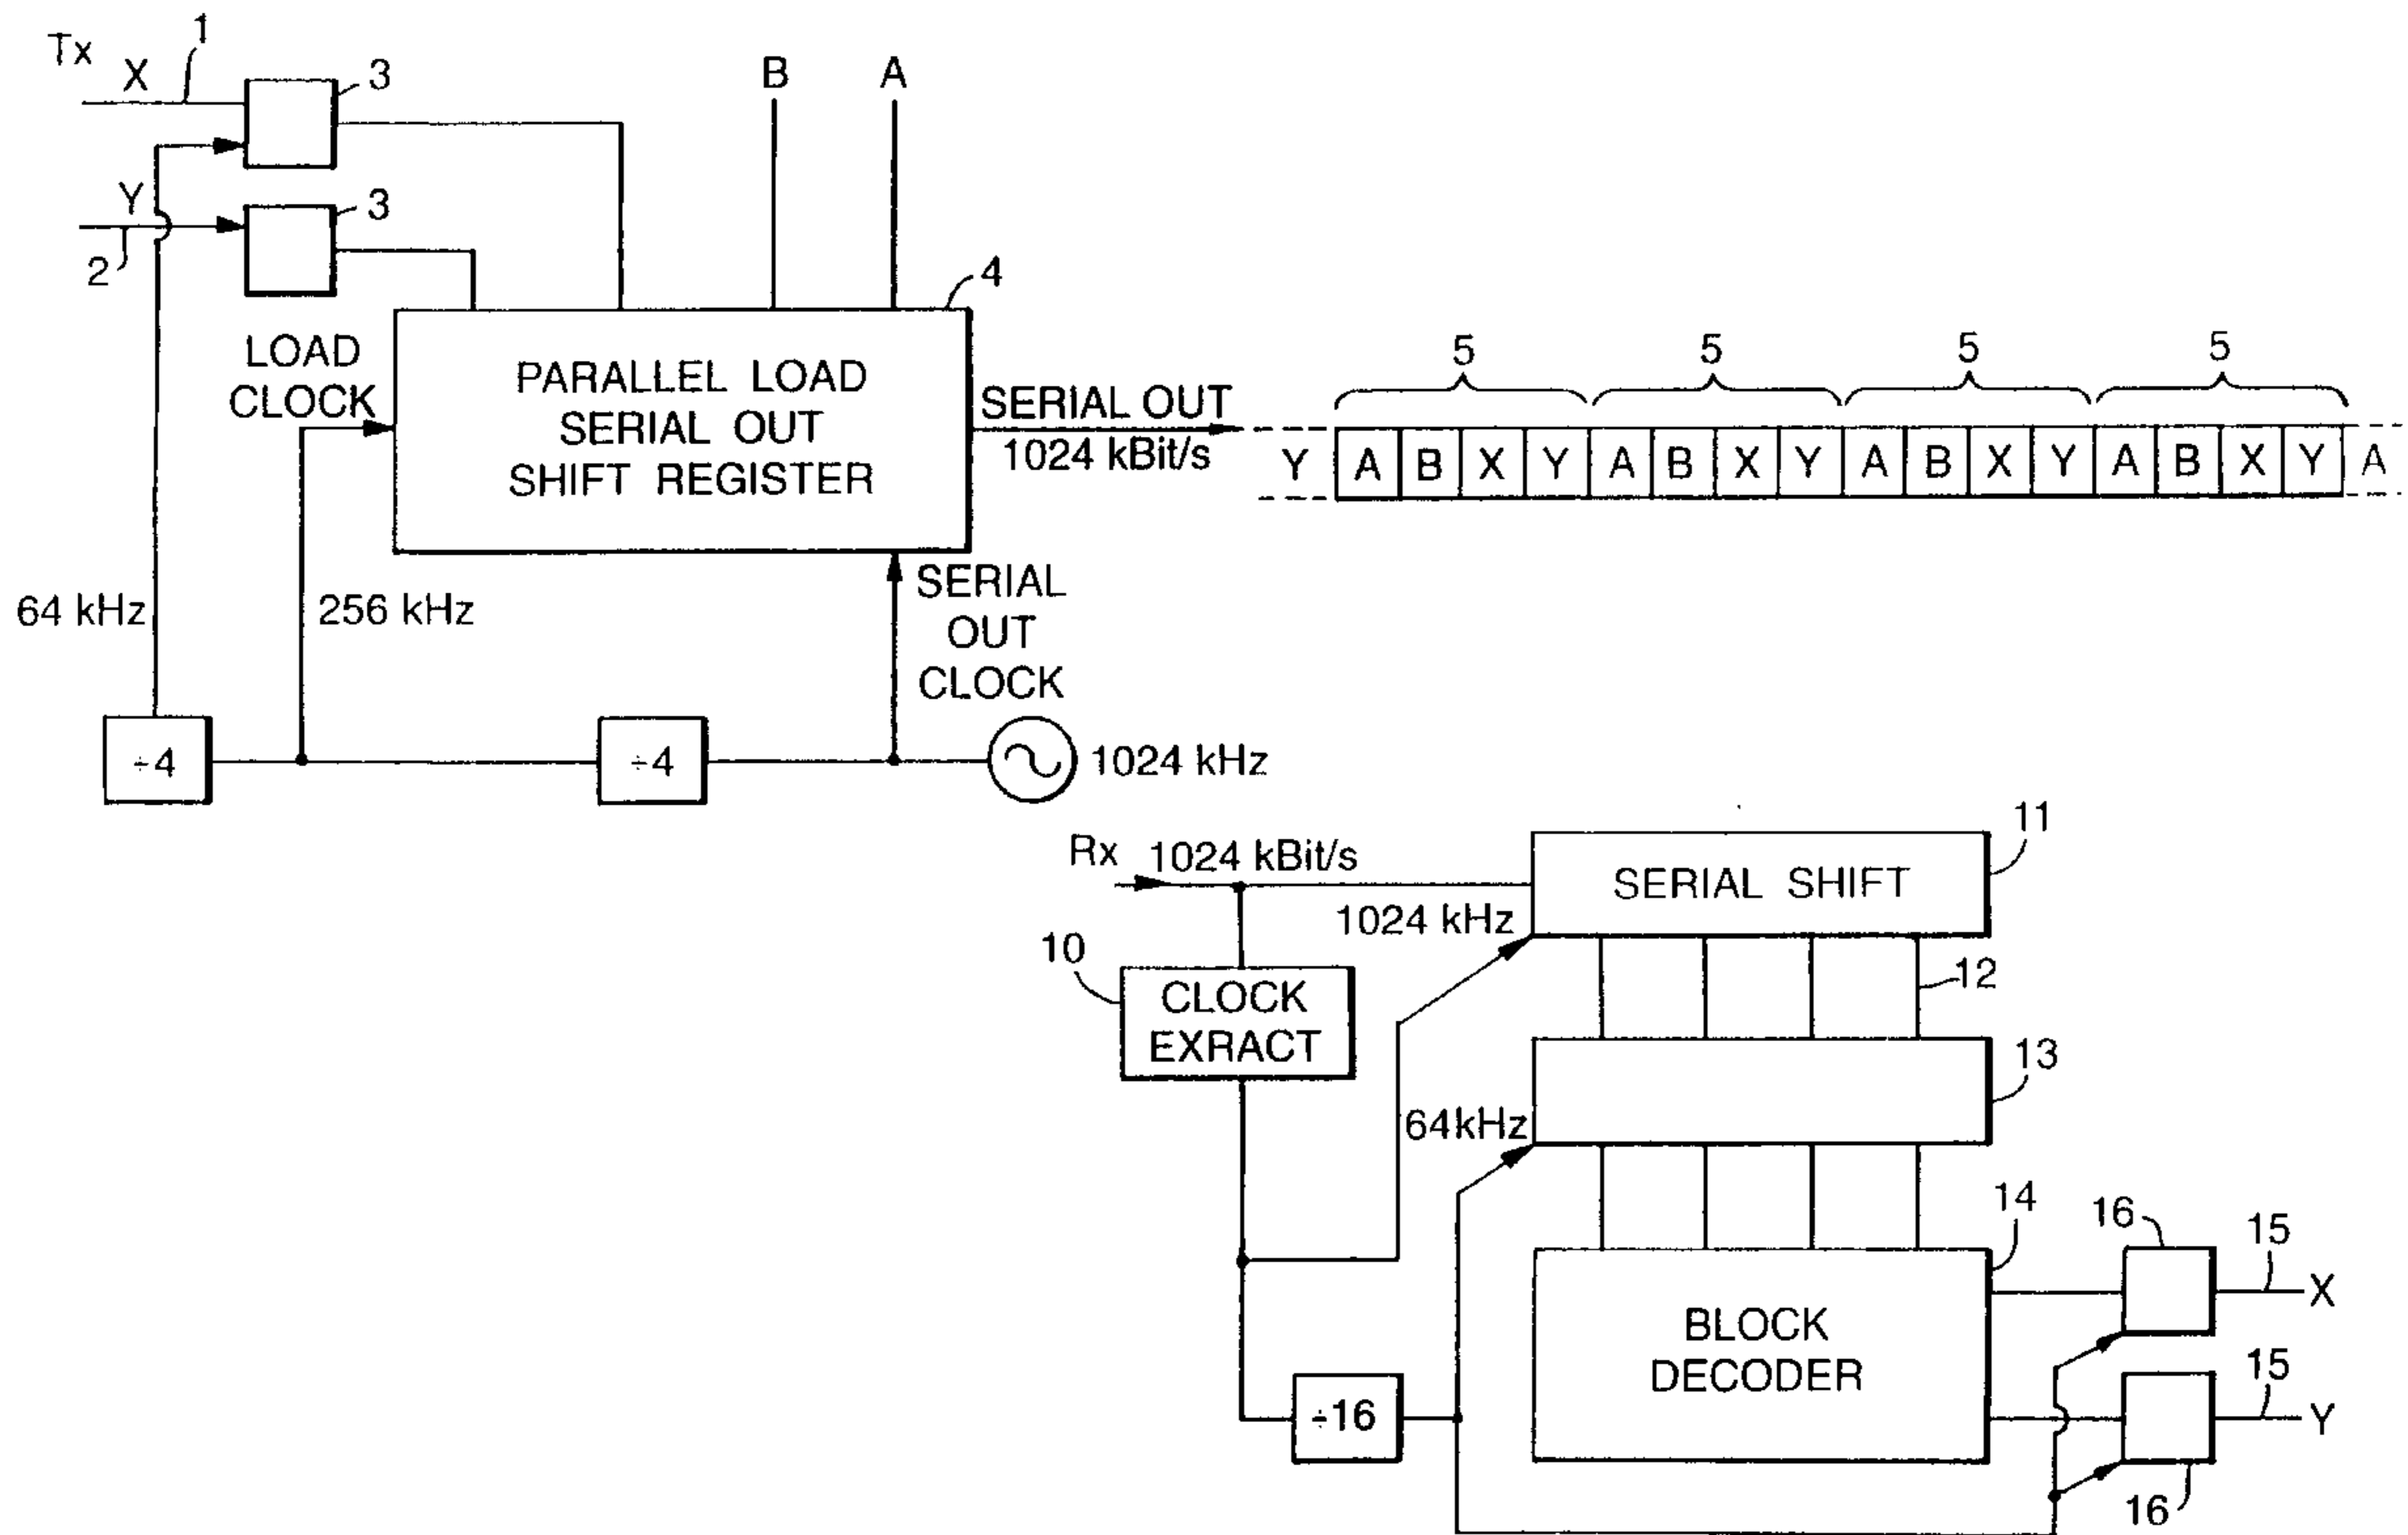 Tx
X
1
3
B
A
Y
3
2
4
LOAD
CLOCK
PARALLEL LOAD
SERIAL OUT
SHIFT REGISTER
SERIAL OUT
1024 kBit/s
5 5 5 5
Y A B X Y A B X Y A B X Y A B X Y A
64 kHz
256 kHz
SERIAL
OUT
CLOCK
÷4
÷4
1024 kHz
Rx 1024 kBit/s
SERIAL SHIFT
11
1024 kHz
10
CLOCK
EXRACT
12
13
64kHz
14
16
15
X
BLOCK
DECODER
÷16
15
Y
16